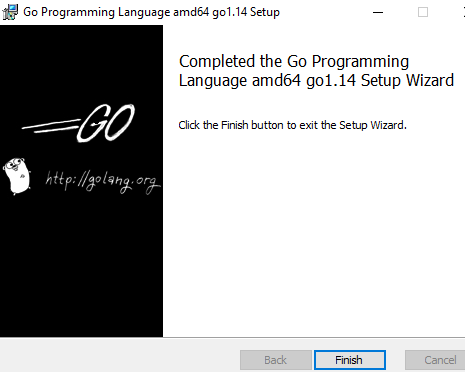 Go Programming Language amd64 go1.14 Setup
Completed the Go Programming
Language amd64 go1.14 Setup Wizard
GO
Click the Finish button to exit the Setup Wizard.
http://golang.org
Back
Finish
Cancel